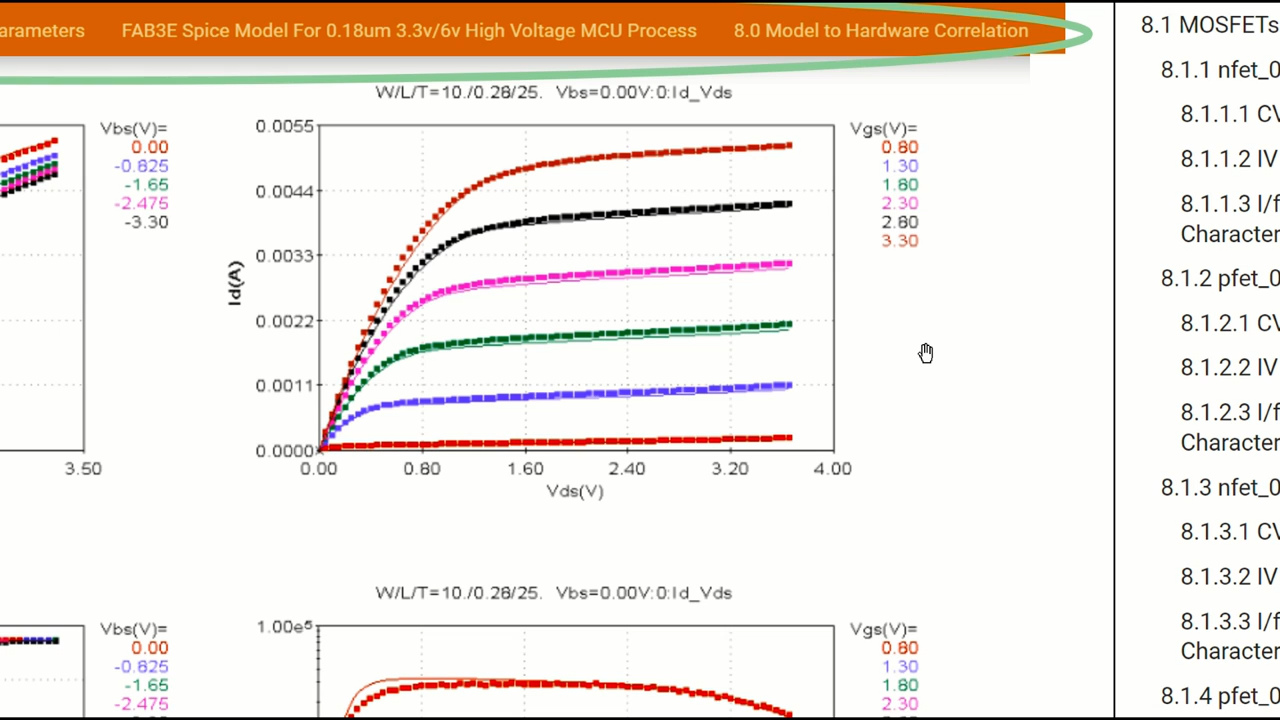 arameters FAB3E Spice Model For 0.18um 3.3v/6v High Voltage MCU Process 8.0 Model to Hardware Correlation
W/L/T=10./0.28/25. Vbs=0.00V:0:Id_Vds
Vbs(V)=
0.00
-0.825
-1.65
-2.475
-3.30
3.50
0.0055
0.0044
0.0033
0.0022
0.0011
0.0000
Id(A)
0.00 0.80 1.60 2.40 3.20 4.00
Vds(V)
Vgs(V)=
0.80
1.30
1.80
2.30
2.80
3.30
W/L/T=10./0.28/25. Vbs=0.00V:0:Id_Vds
Vbs(V)=
0.00
-0.825
-1.65
-2.475
1.00e5
Vgs(V)=
0.80
1.30
1.80
2.30
8.1 MOSFETs
8.1.1 nfet_0
8.1.1.1 CV
8.1.1.2 IV
8.1.1.3 I/f
Character
8.1.2 pfet_0
8.1.2.1 CV
8.1.2.2 IV
8.1.2.3 I/f
Character
8.1.3 nfet_0
8.1.3.1 CV
8.1.3.2 IV
8.1.3.3 I/f
Character
8.1.4 pfet_0